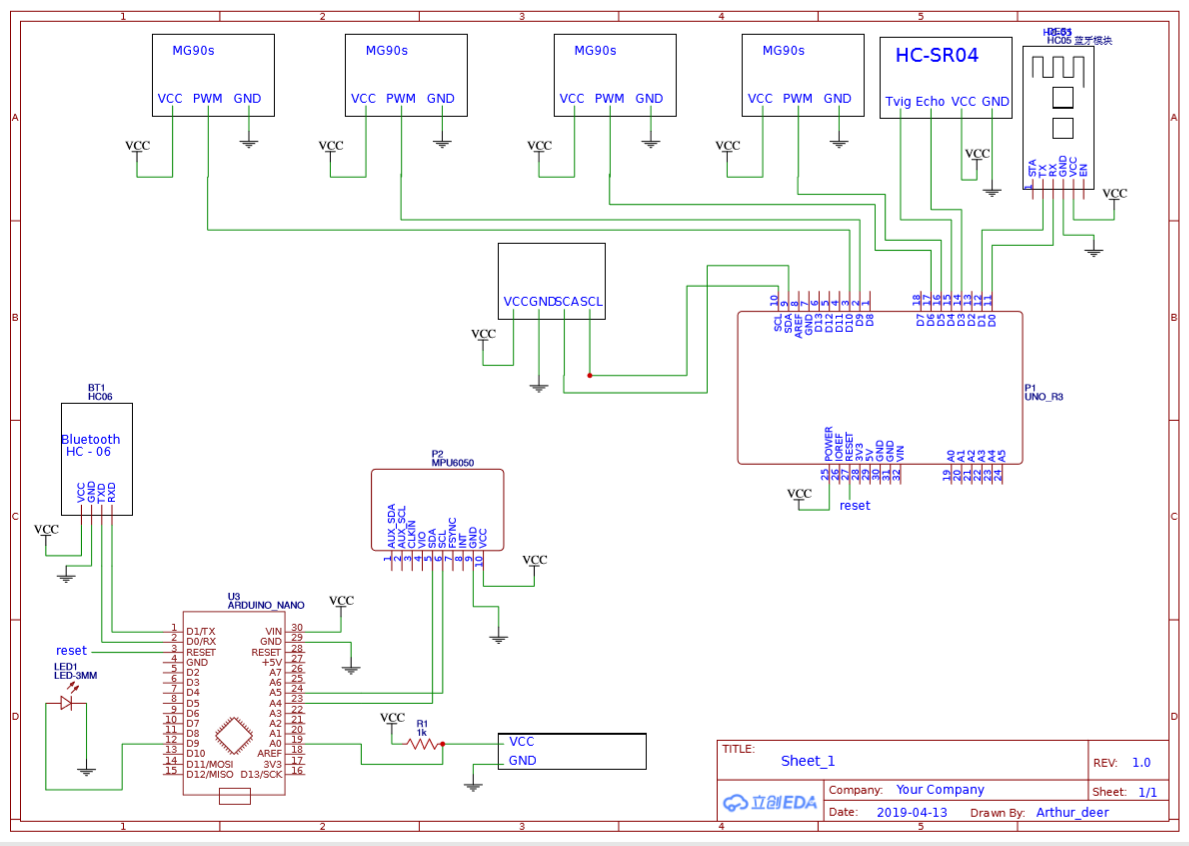 1 2 3 4 5
A A
B B
C C
D D
MG90s
VCC PWM GND
VCC
MG90s
VCC PWM GND
VCC
MG90s
VCC PWM GND
VCC
MG90s
VCC PWM GND
VCC
HC-SR04
Tvig Echo VCC GND
VCC
HC05 蓝牙模块
STA
TX
RX
GND
VCC
EN
1
VCC
VCCGNDSCASCL
VCC
10 9 8 7 6 5 4 3 2 1
SCL
SDA
AREF
GND
D13
D12
D11
D10
D9
D8
18 17 16 15 14 13 12 11
D7
D6
D5
D4
D3
D2
D1
D0
P1
UNO_R3
POWER
IOREF
RESET
3V3
5V
GND
GND
VIN
25 26 27 28 29 30 31 32
A0
A1
A2
A3
A4
A5
19 20 21 22 23 24
VCC
reset
BT1
HC06
Bluetooth
HC - 06
VCC
GND
TXD
RXD
VCC
P2
MPU6050
AUX_SDA
AUX_SCL
CLKIN
VIO
SDA
SCL
FSYNC
INT
GND
VCC
1 2 3 4 5 6 7 8 9 10
VCC
U3
ARDUINO_NANO
VCC
1 D1/TX VIN 30
2 D0/RX GND 29
3 RESET RESET 28
4 GND +5V 27
5 D2 A7 26
6 D3 A6 25
7 D4 A5 24
8 D5 A4 23
9 D6 A3 22
10 D7 A2 21
11 D8 A1 20
12 D9 A0 19
13 D10 AREF 18
14 D11/MOSI 3V3 17
15 D12/MISO D13/SCK 16
reset
LED1
LED-3MM
VCC
R1
1k
VCC
GND
TITLE:
Sheet_1
REV: 1.0
立创EDA
Company: Your Company
Sheet: 1/1
Date: 2019-04-13 Drawn By: Arthur_deer
1 2 3 4 5